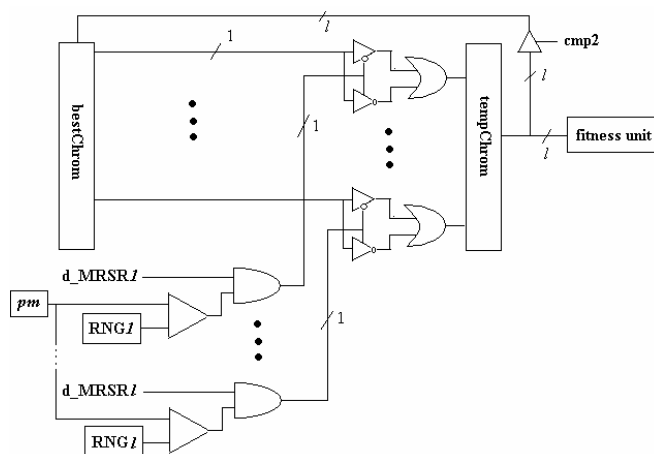 l
1
cmp2
l
bestChrom
tempChrom
1
l
fitness unit
d_MRSR1
pm
RNG1
1
d_MRSRl
RNGl